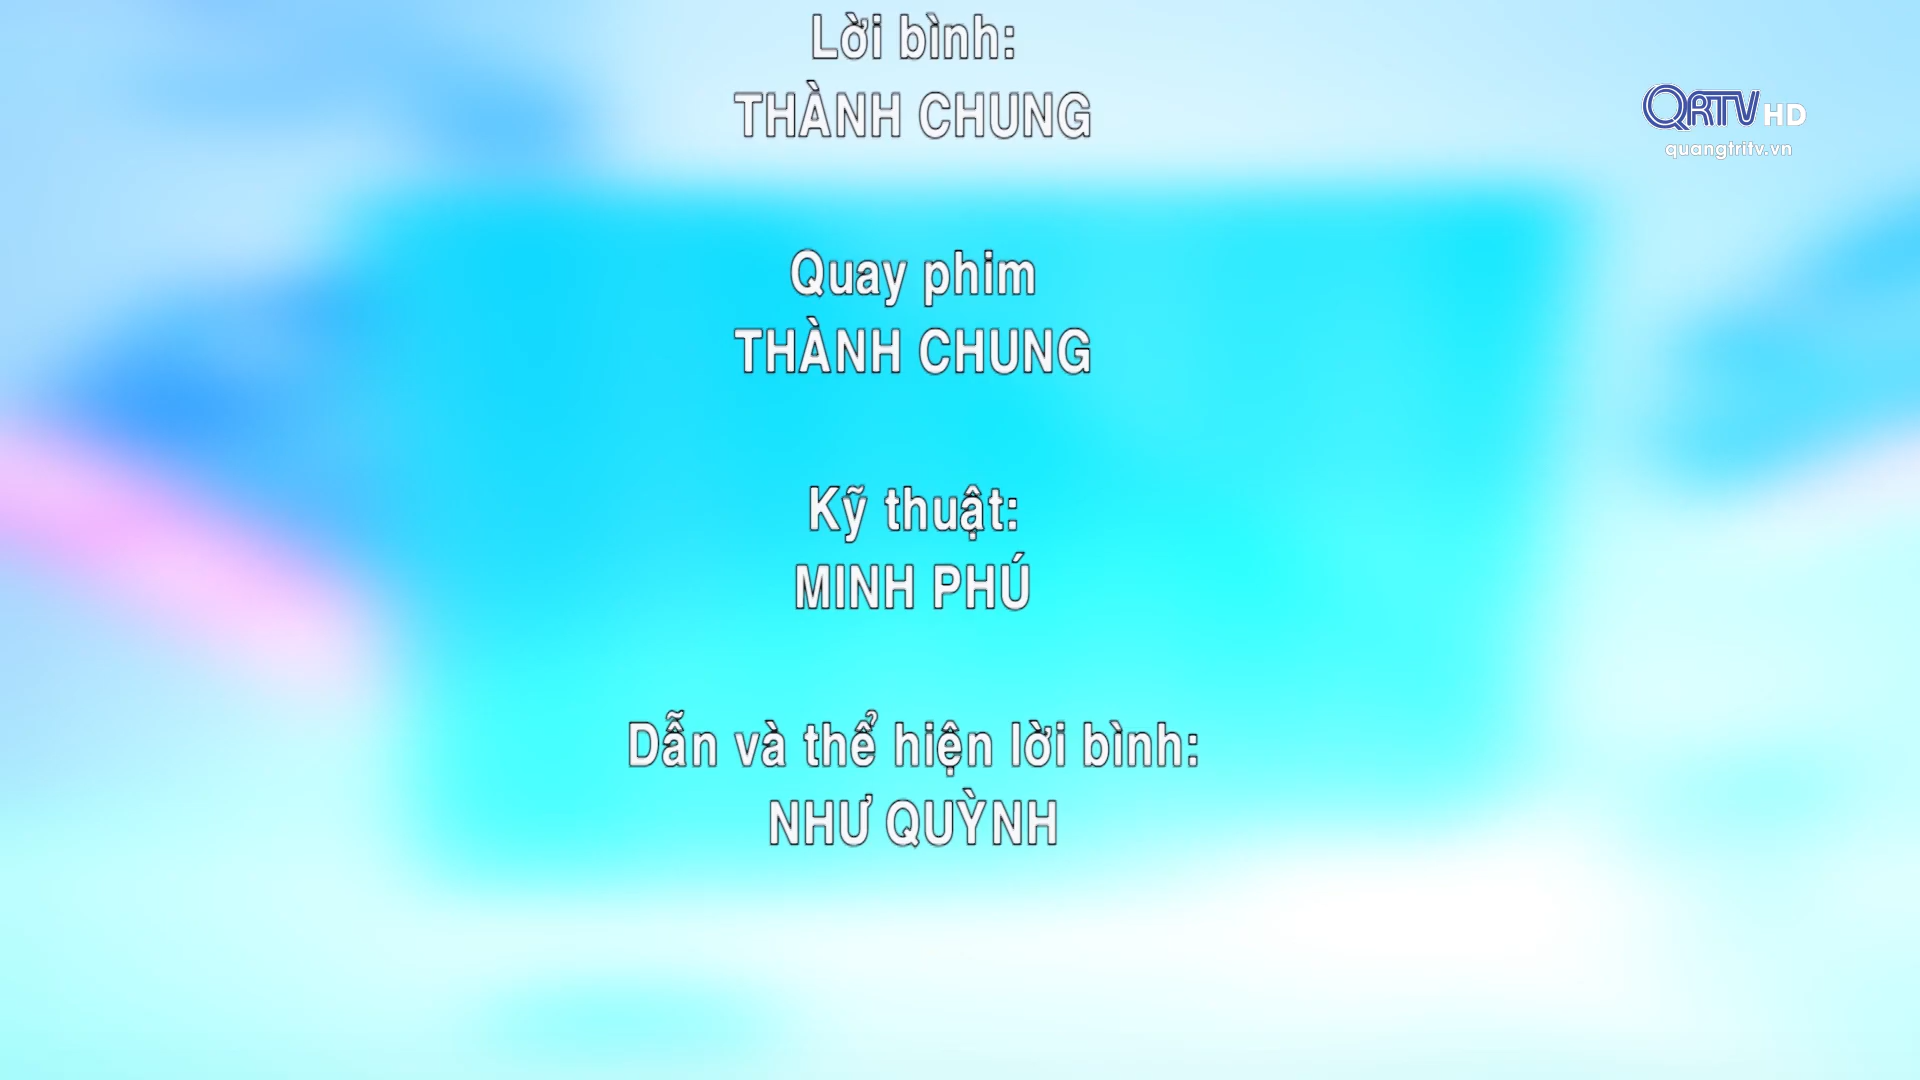 Lời bình:
THÀNH CHUNG
QRTV HD
quangtritv.vn
Quay phim
THÀNH CHUNG
Kỹ thuật:
MINH PHÚ
Dẫn và thể hiện lời bình:
NHƯ QUỲNH